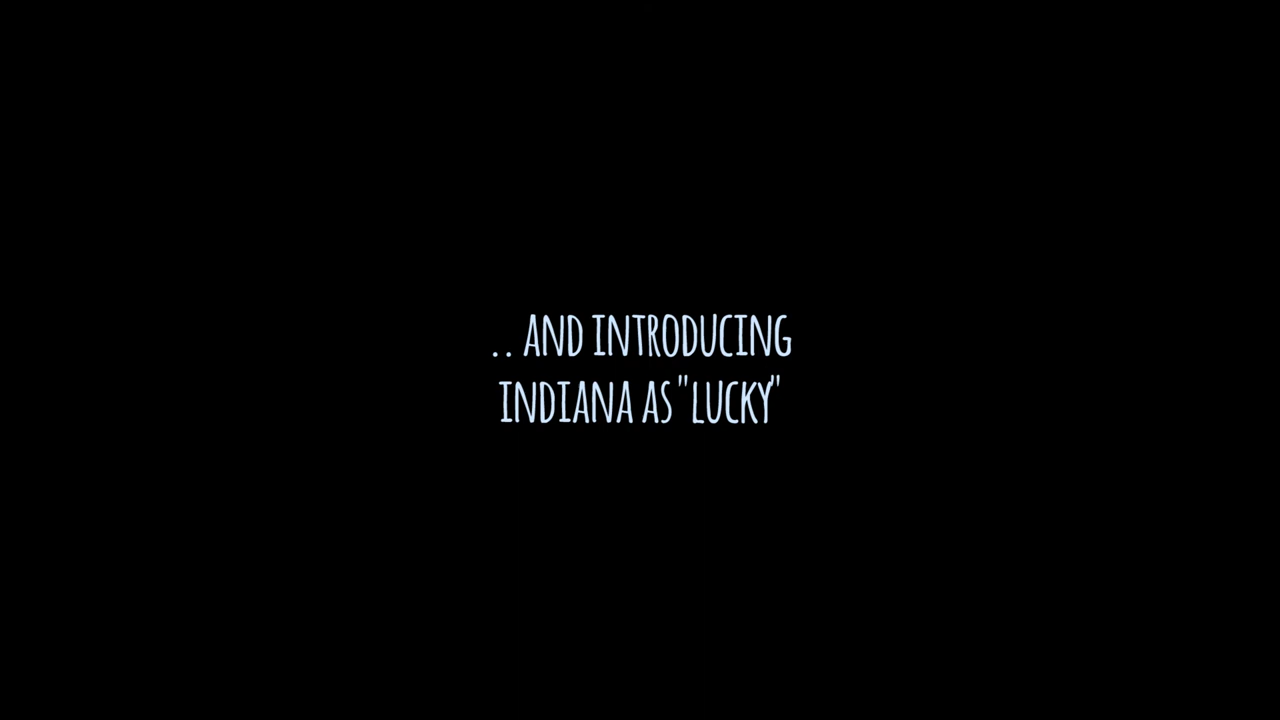 .. AND INTRODUCING
INDIANA AS "LUCKY"